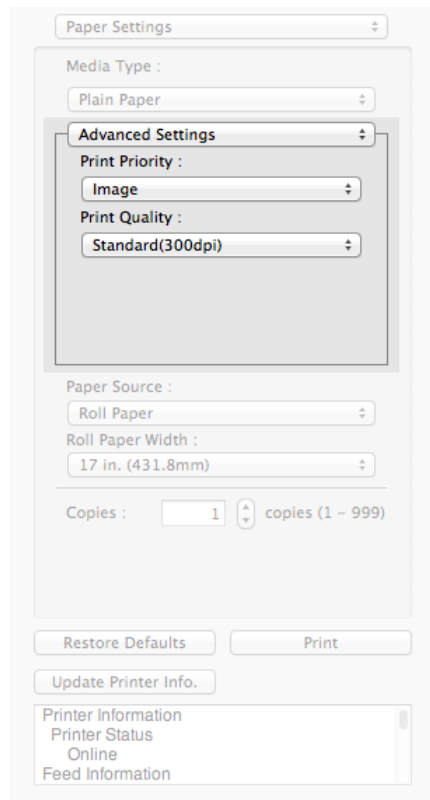 Paper Settings
Media Type :
Plain Paper
Advanced Settings
Print Priority :
Image
Print Quality :
Standard(300dpi)
Paper Source :
Roll Paper
Roll Paper Width :
17 in. (431.8mm)
Copies : 1 copies (1 – 999)
Restore Defaults Print
Update Printer Info.
Printer Information
Printer Status
Online
Feed Information